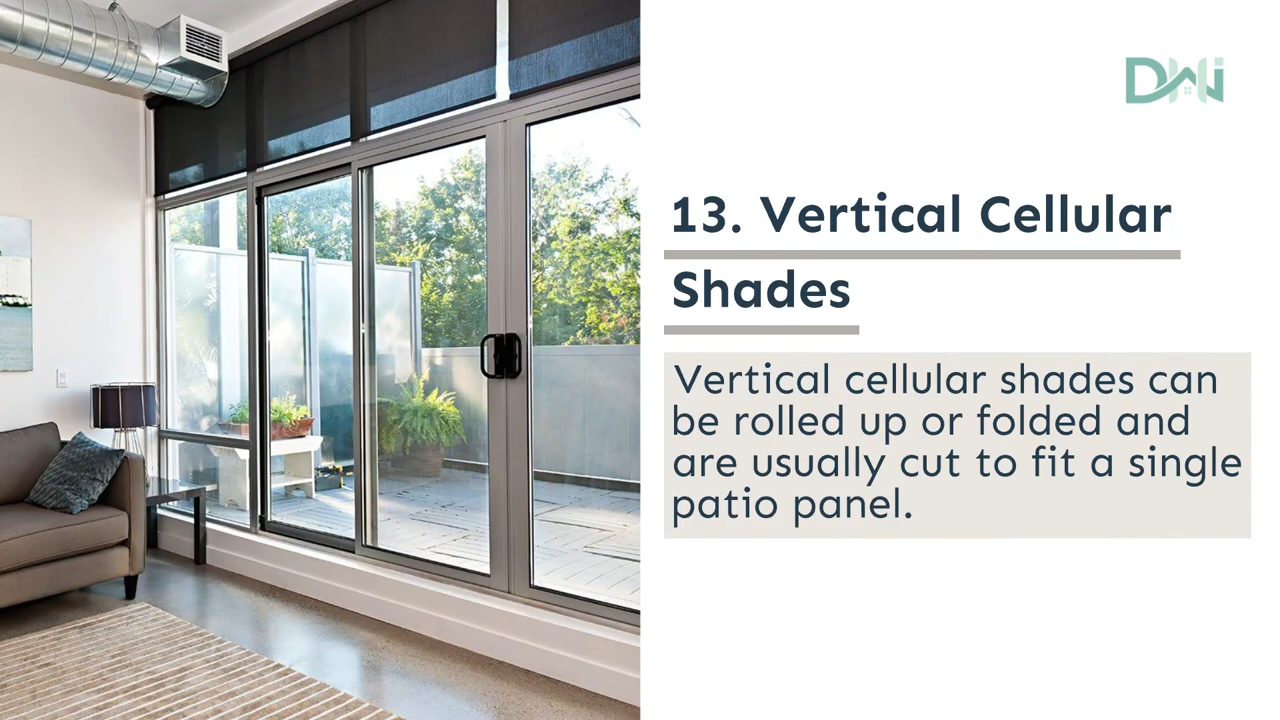 DWi
13. Vertical Cellular
Shades
Vertical cellular shades can
be rolled up or folded and
are usually cut to fit a single
patio panel.